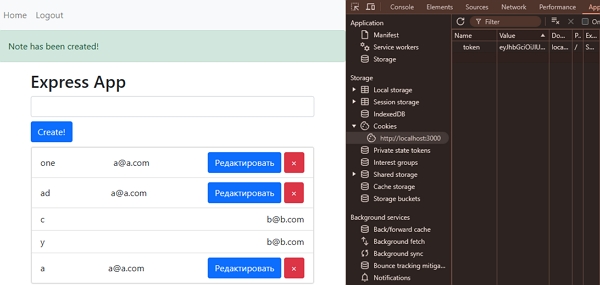 Home Logout
Note has been created!
Express App
Create!
one a@a.com Редактировать ×
ad a@a.com Редактировать ×
c b@b.com
y b@b.com
a a@a.com Редактировать ×
Console Elements Sources Network Performance
Application
Manifest
Service workers
Storage
Storage
Local storage
Session storage
IndexedDB
Cookies
http://localhost:3000
Private state tokens
Interest groups
Shared storage
Cache storage
Storage buckets
Background services
Back/forward cache
Background fetch
Background sync
Bounce tracking mitiga...
Notifications
Filter On
Name Value Do... P.. Ex...
token eyJhbGciOiJIU... loca... / S...